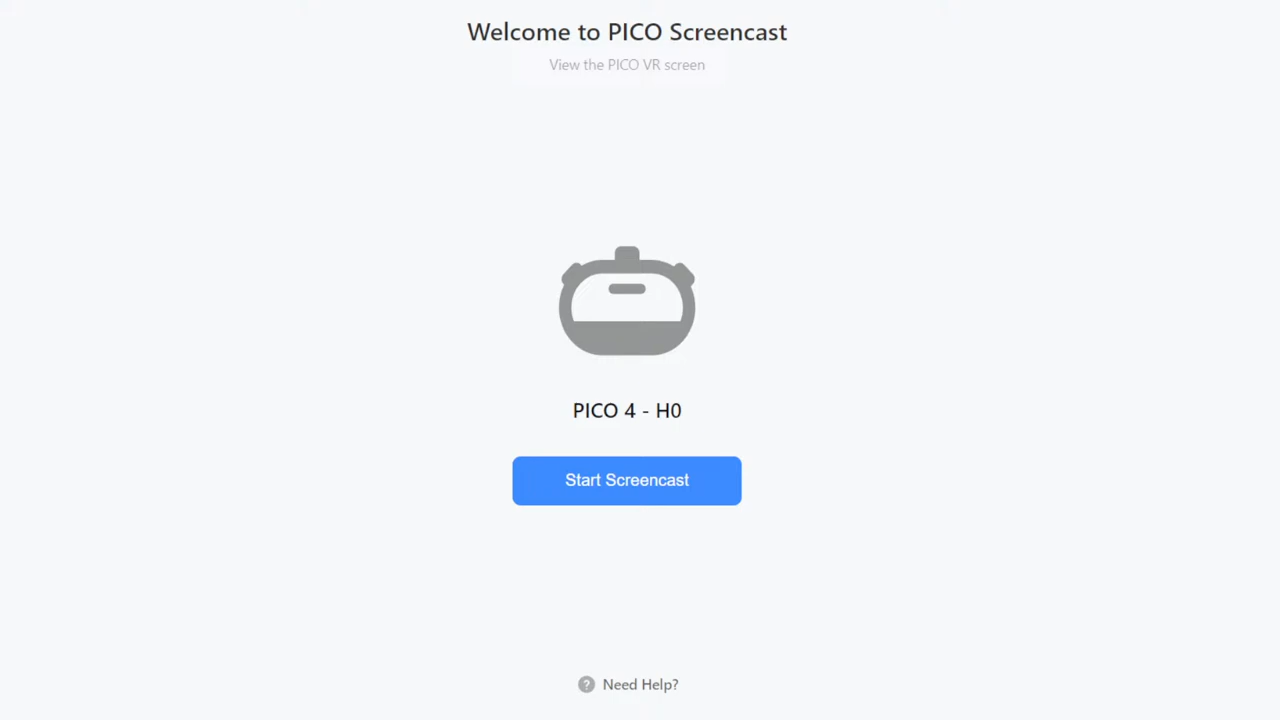 Welcome to PICO Screencast
View the PICO VR screen
PICO 4 - H0
Start Screencast
? Need Help?